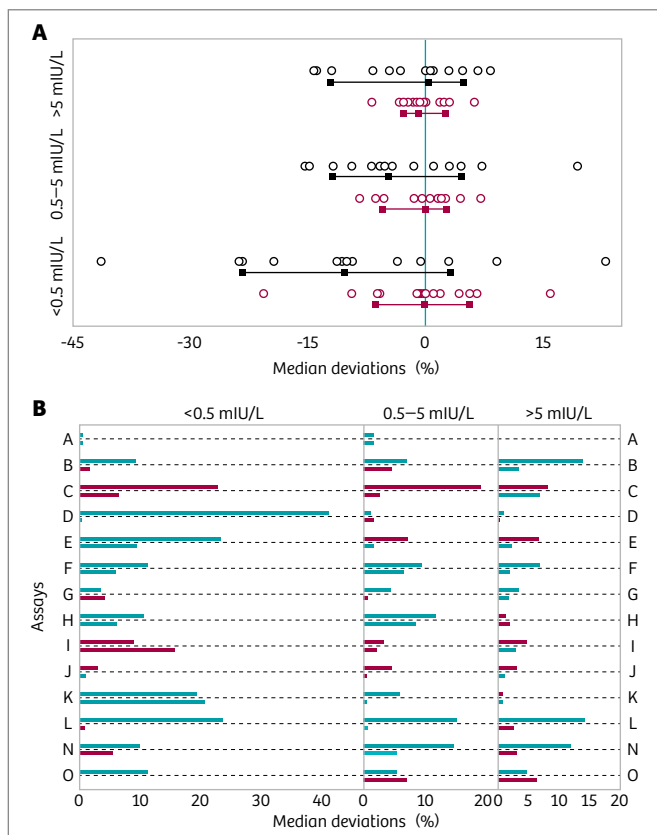 A
>5 mIU/L
0.5–5 mIU/L
<0.5 mIU/L
-45 -30 -15 0 15
Median deviations (%)
B
<0.5 mIU/L 0.5–5 mIU/L >5 mIU/L
A A
B B
C C
D D
E E
F F
G G
H H
I I
J J
K K
L L
N N
O O
Assays
0 10 20 30 40 0 10 20 0 5 10 15 20
Median deviations (%)